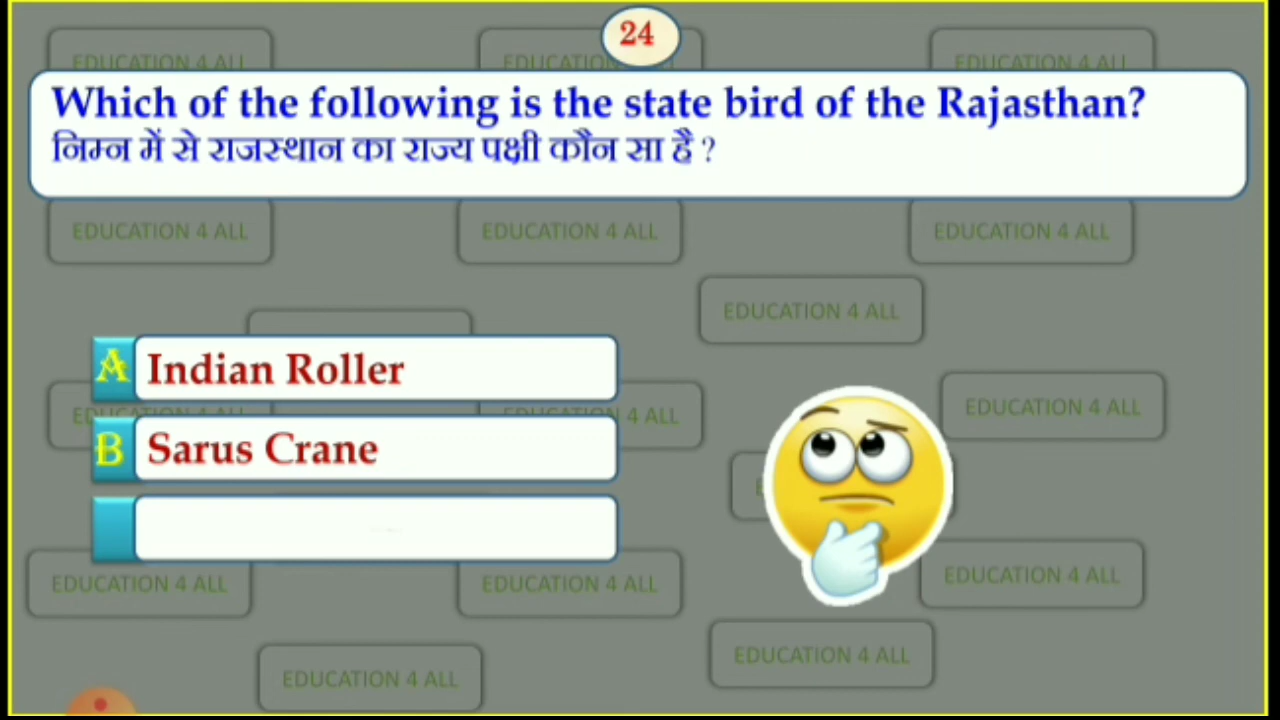 24
EDUCATION 4 ALL EDUCATION 4 ALL EDUCATION 4 ALL
Which of the following is the state bird of the Rajasthan?
निम्न में से राजस्थान का राज्य पक्षी कौन सा है ?
EDUCATION 4 ALL EDUCATION 4 ALL EDUCATION 4 ALL
EDUCATION 4 ALL
A Indian Roller
EDUCATION 4 ALL EDUCATION 4 ALL EDUCATION 4 ALL
B Sarus Crane
EDUCATION 4 ALL EDUCATION 4 ALL EDUCATION 4 ALL
EDUCATION 4 ALL
EDUCATION 4 ALL